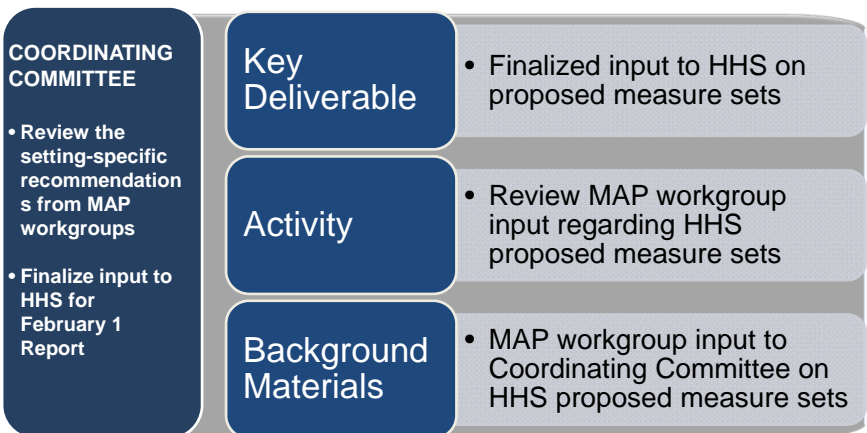 COORDINATING
COMMITTEE
• Review the
setting-specific
recommendation
s from MAP
workgroups
• Finalize input to
HHS for
February 1
Report
Key
Deliverable
• Finalized input to HHS on
proposed measure sets
Activity
• Review MAP workgroup
input regarding HHS
proposed measure sets
Background
Materials
• MAP workgroup input to
Coordinating Committee on
HHS proposed measure sets